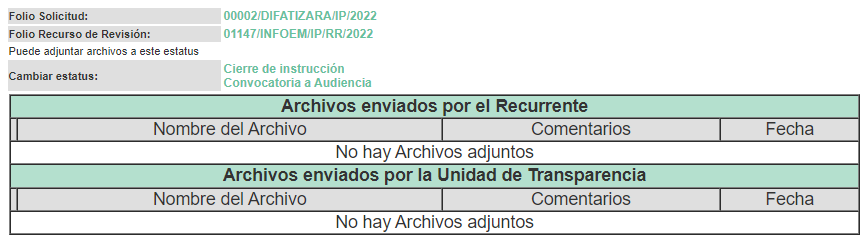 Folio Solicitud: 00002/DIFATIZARA/IP/2022
Folio Recurso de Revisión: 01147/INFOEM/IP/RR/2022
Puede adjuntar archivos a este estatus
Cambiar estatus: Cierre de instrucción
Convocatoria a Audiencia
Archivos enviados por el Recurrente
Nombre del Archivo Comentarios Fecha
No hay Archivos adjuntos
Archivos enviados por la Unidad de Transparencia
Nombre del Archivo Comentarios Fecha
No hay Archivos adjuntos